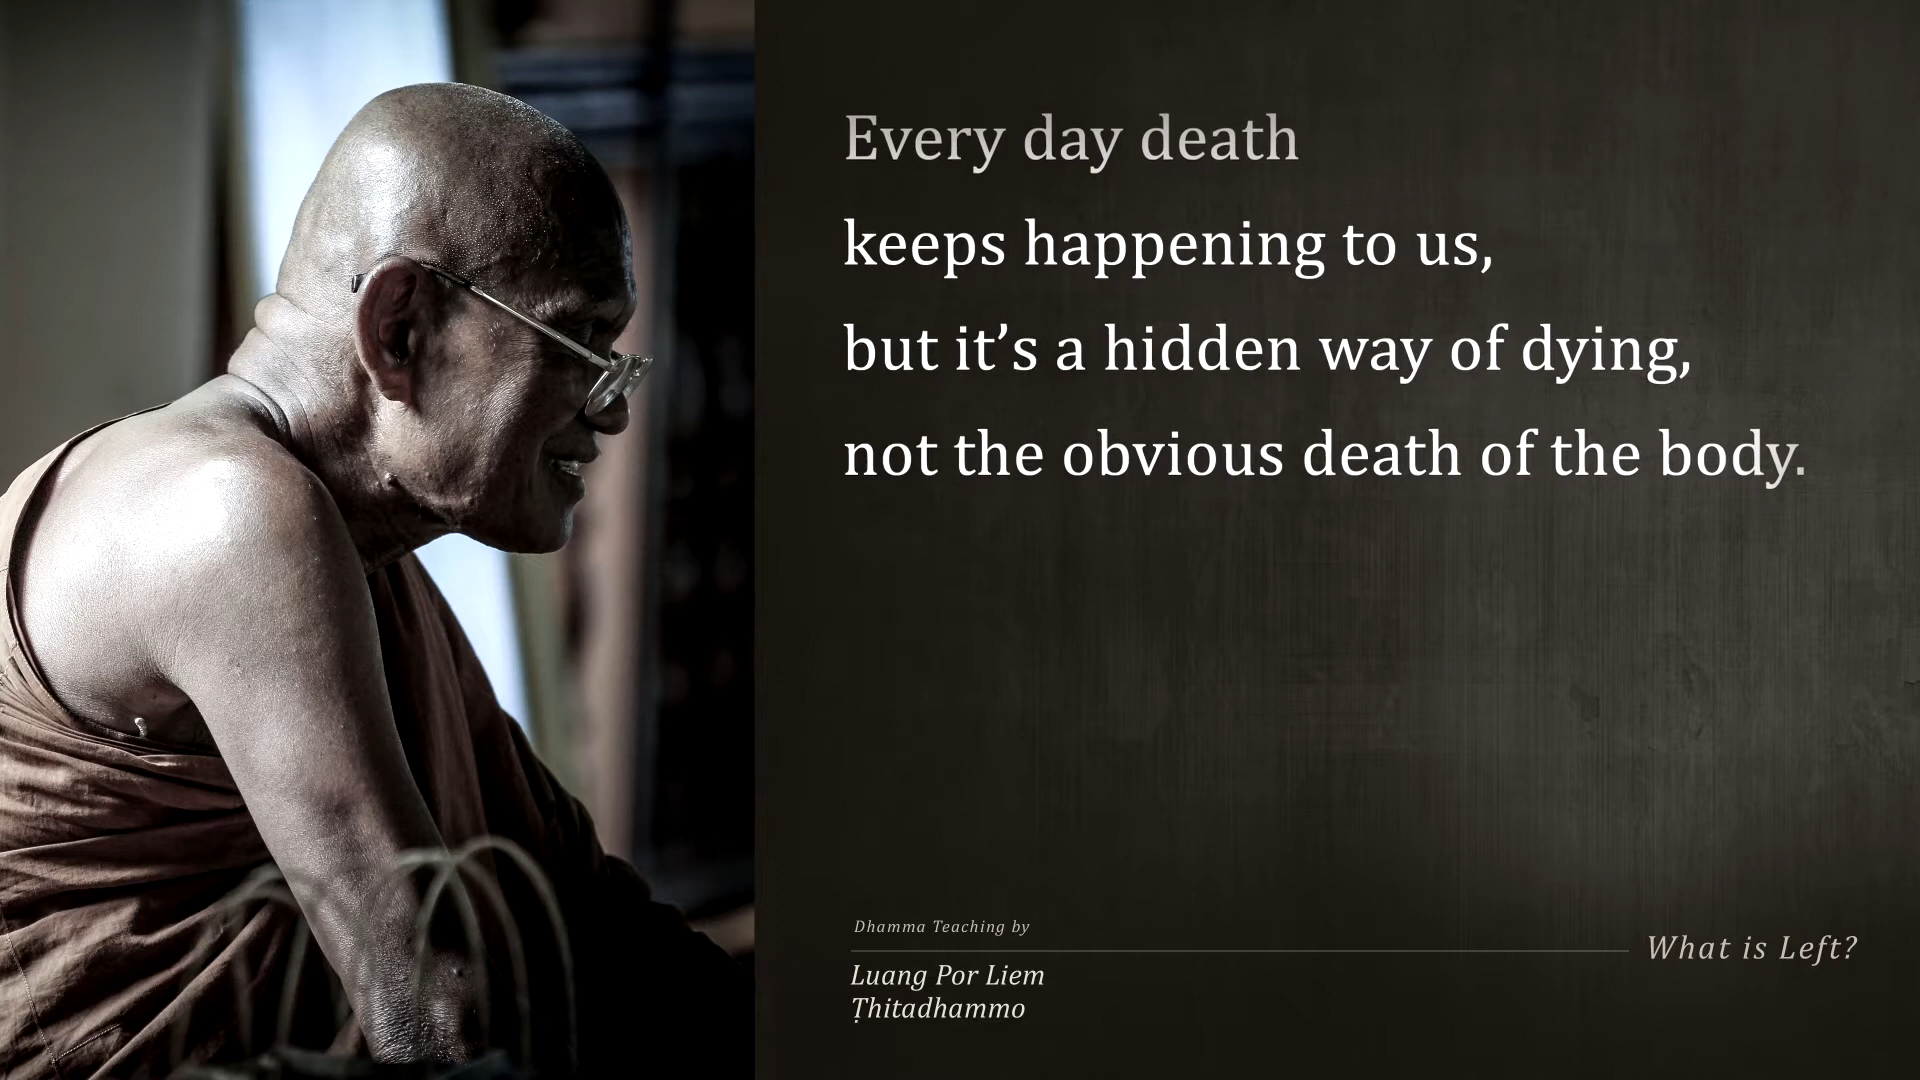 Every day death
keeps happening to us,
but it’s a hidden way of dying,
not the obvious death of the body.
Dhamma Teaching by
What is Left?
Luang Por Liem
Ṭhitadhammo